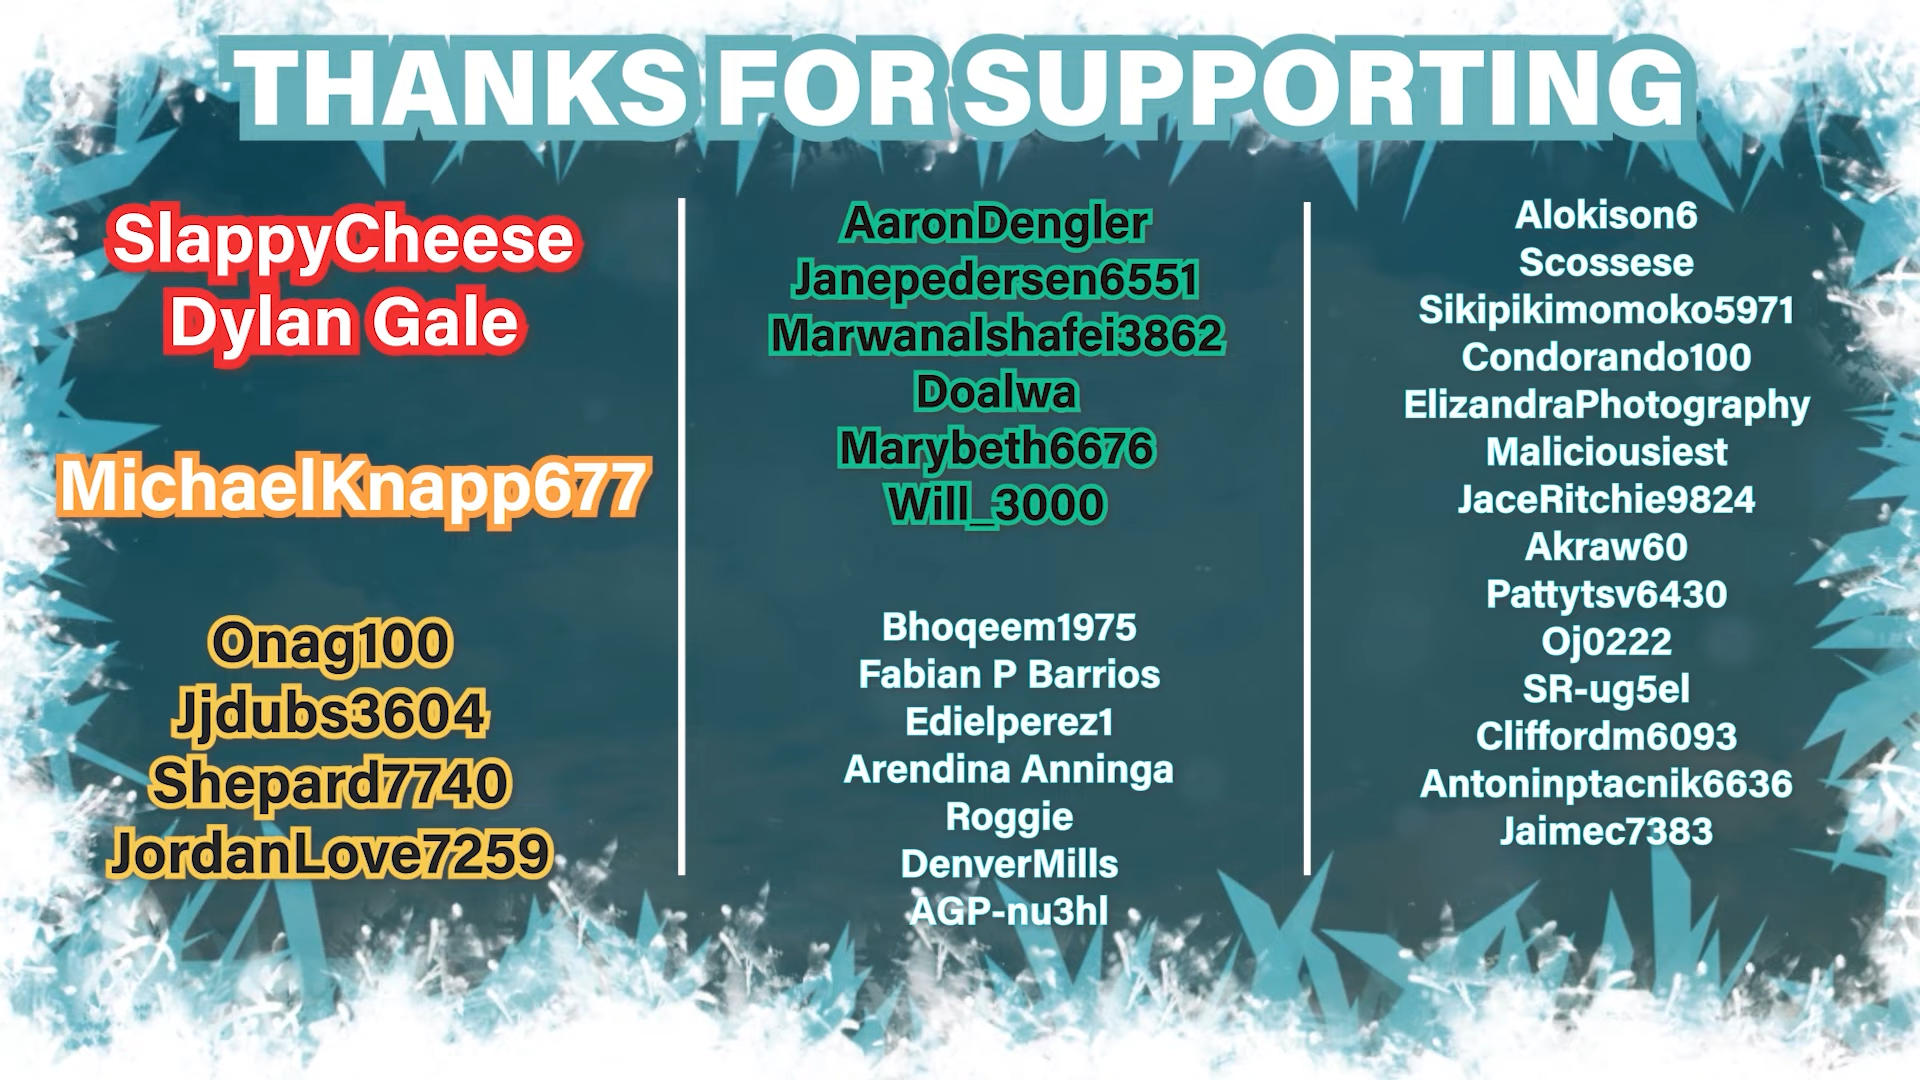 THANKS FOR SUPPORTING
SlappyCheese
Dylan Gale
MichaelKnapp677
Onag100
Jjdubs3604
Shepard7740
JordanLove7259
AaronDengler
Janepedersen6551
Marwanalshafei3862
Doalwa
Marybeth6676
Will_3000
Bhoqeem1975
Fabian P Barrios
Edielperez1
Arendina Anninga
Roggie
DenverMills
AGP-nu3hl
Alokison6
Scossese
Sikipikimomoko5971
Condorando100
ElizandraPhotography
Maliciousiest
JaceRitchie9824
Akraw60
Pattytsv6430
Oj0222
SR-ug5el
Cliffordm6093
Antoninptacnik6636
Jaimec7383